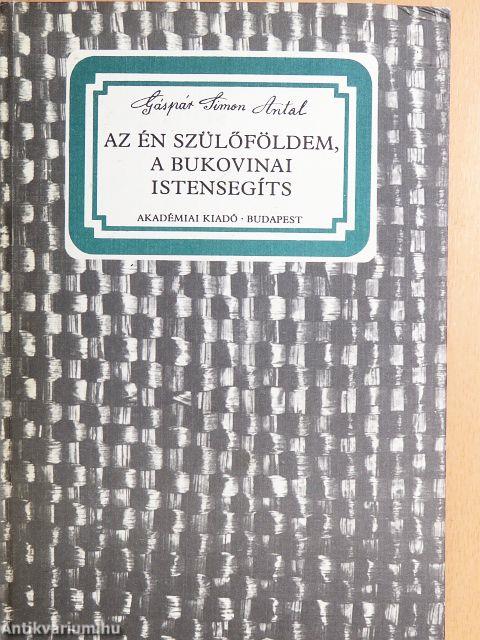 Gáspár Simon Antal
AZ ÉN SZÜLŐFÖLDEM,
A BUKOVINAI
ISTENSEGÍTS
AKADÉMIAI KIADÓ · BUDAPEST
Antikvarium.hu